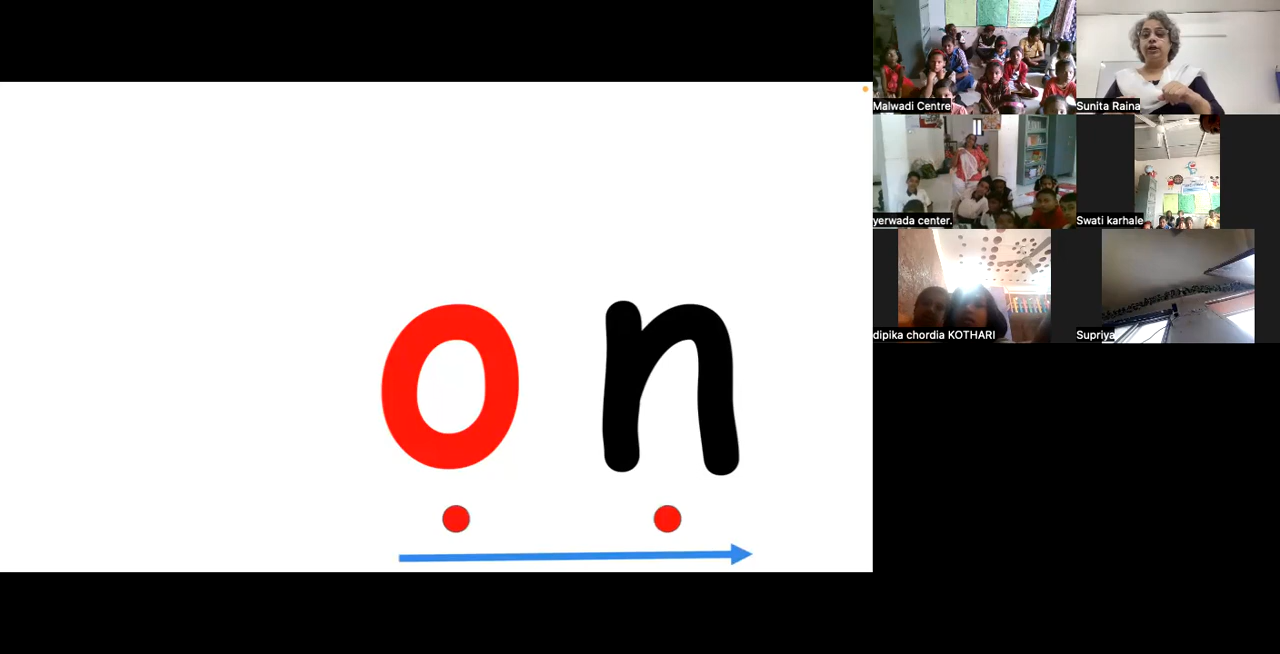 on
Malwadi Centre
Sunita Raina
yerwada center.
Swati karhale
dipika chordia KOTHARI
Supriya